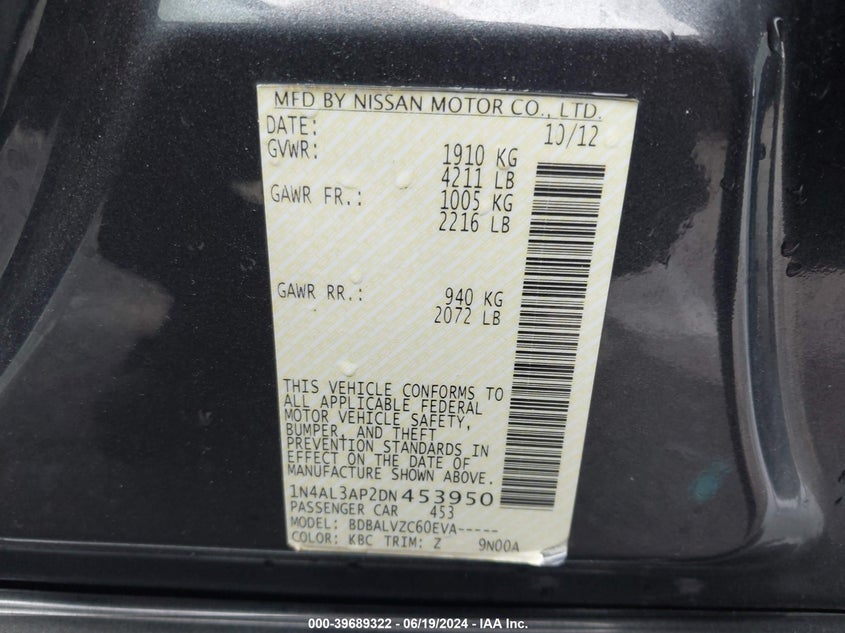 MFD BY NISSAN MOTOR CO., LTD.
DATE: 10/12
GVWR: 1910 KG
4211 LB
GAWR FR.: 1005 KG
2216 LB
GAWR RR.: 940 KG
2072 LB
THIS VEHICLE CONFORMS TO
ALL APPLICABLE FEDERAL
MOTOR VEHICLE SAFETY,
BUMPER, AND THEFT
PREVENTION STANDARDS IN
EFFECT ON THE DATE OF
MANUFACTURE SHOWN ABOVE.
1N4AL3AP2DN453950
PASSENGER CAR 453
MODEL: BDBALVZC60EVA-----
COLOR: KBC TRIM: Z 9N00A
000-39689322 / 06/19/2024 - IAA Inc.